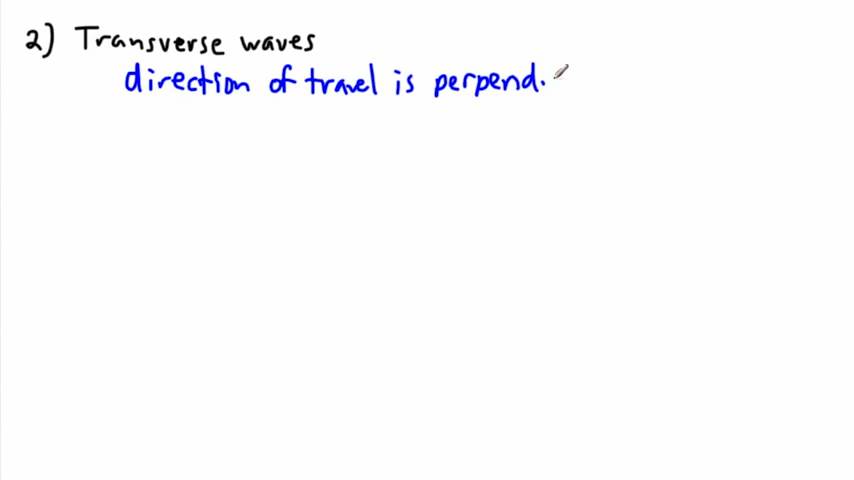 2) Transverse waves
direction of travel is perpend.